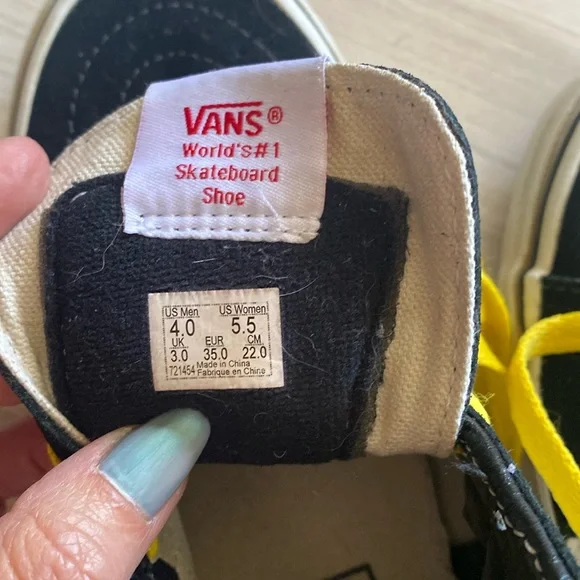 VANS®
World's#1
Skateboard
Shoe
US Men US Women
4.0 5.5
UK EUR CM
3.0 35.0 22.0
721454 Made in China
Fabrique en Chine